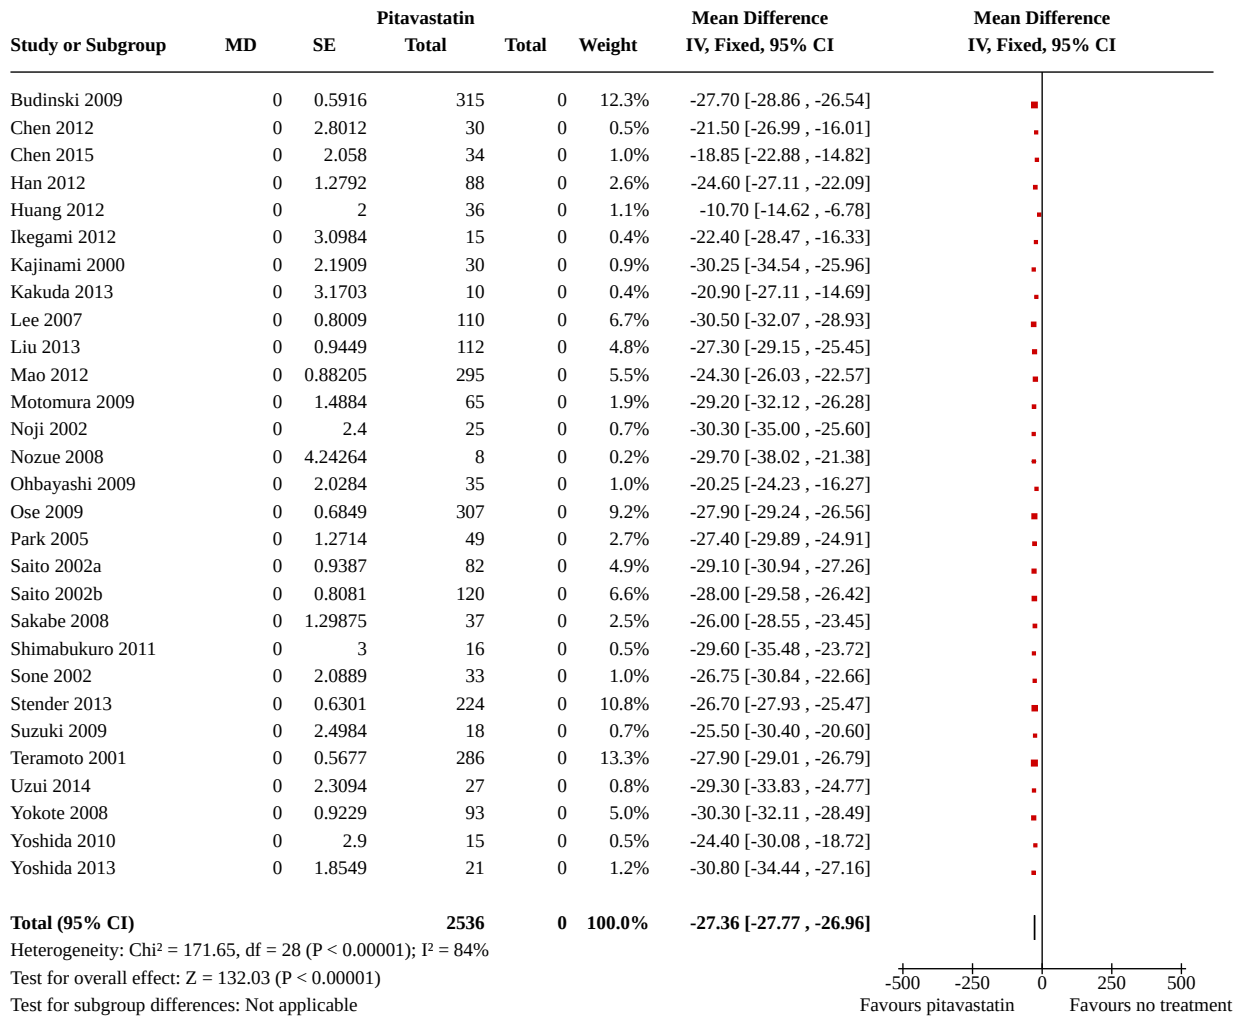 Pitavastatin Mean Difference Mean Difference
Study or Subgroup MD SE Total Total Weight IV, Fixed, 95% CI IV, Fixed, 95% CI
Budinski 2009 0 0.5916 315 0 12.3% -27.70 [-28.86 , -26.54]
Chen 2012 0 2.8012 30 0 0.5% -21.50 [-26.99 , -16.01]
Chen 2015 0 2.058 34 0 1.0% -18.85 [-22.88 , -14.82]
Han 2012 0 1.2792 88 0 2.6% -24.60 [-27.11 , -22.09]
Huang 2012 0 2 36 0 1.1% -10.70 [-14.62 , -6.78]
Ikegami 2012 0 3.0984 15 0 0.4% -22.40 [-28.47 , -16.33]
Kajinami 2000 0 2.1909 30 0 0.9% -30.25 [-34.54 , -25.96]
Kakuda 2013 0 3.1703 10 0 0.4% -20.90 [-27.11 , -14.69]
Lee 2007 0 0.8009 110 0 6.7% -30.50 [-32.07 , -28.93]
Liu 2013 0 0.9449 112 0 4.8% -27.30 [-29.15 , -25.45]
Mao 2012 0 0.88205 295 0 5.5% -24.30 [-26.03 , -22.57]
Motomura 2009 0 1.4884 65 0 1.9% -29.20 [-32.12 , -26.28]
Noji 2002 0 2.4 25 0 0.7% -30.30 [-35.00 , -25.60]
Nozue 2008 0 4.24264 8 0 0.2% -29.70 [-38.02 , -21.38]
Ohbayashi 2009 0 2.0284 35 0 1.0% -20.25 [-24.23 , -16.27]
Ose 2009 0 0.6849 307 0 9.2% -27.90 [-29.24 , -26.56]
Park 2005 0 1.2714 49 0 2.7% -27.40 [-29.89 , -24.91]
Saito 2002a 0 0.9387 82 0 4.9% -29.10 [-30.94 , -27.26]
Saito 2002b 0 0.8081 120 0 6.6% -28.00 [-29.58 , -26.42]
Sakabe 2008 0 1.29875 37 0 2.5% -26.00 [-28.55 , -23.45]
Shimabukuro 2011 0 3 16 0 0.5% -29.60 [-35.48 , -23.72]
Sone 2002 0 2.0889 33 0 1.0% -26.75 [-30.84 , -22.66]
Stender 2013 0 0.6301 224 0 10.8% -26.70 [-27.93 , -25.47]
Suzuki 2009 0 2.4984 18 0 0.7% -25.50 [-30.40 , -20.60]
Teramoto 2001 0 0.5677 286 0 13.3% -27.90 [-29.01 , -26.79]
Uzui 2014 0 2.3094 27 0 0.8% -29.30 [-33.83 , -24.77]
Yokote 2008 0 0.9229 93 0 5.0% -30.30 [-32.11 , -28.49]
Yoshida 2010 0 2.9 15 0 0.5% -24.40 [-30.08 , -18.72]
Yoshida 2013 0 1.8549 21 0 1.2% -30.80 [-34.44 , -27.16]
Total (95% CI) 2536 0 100.0% -27.36 [-27.77 , -26.96]
Heterogeneity: Chi² = 171.65, df = 28 (P < 0.00001); I² = 84%
Test for overall effect: Z = 132.03 (P < 0.00001)
Test for subgroup differences: Not applicable
-500 -250 0 250 500
Favours pitavastatin Favours no treatment